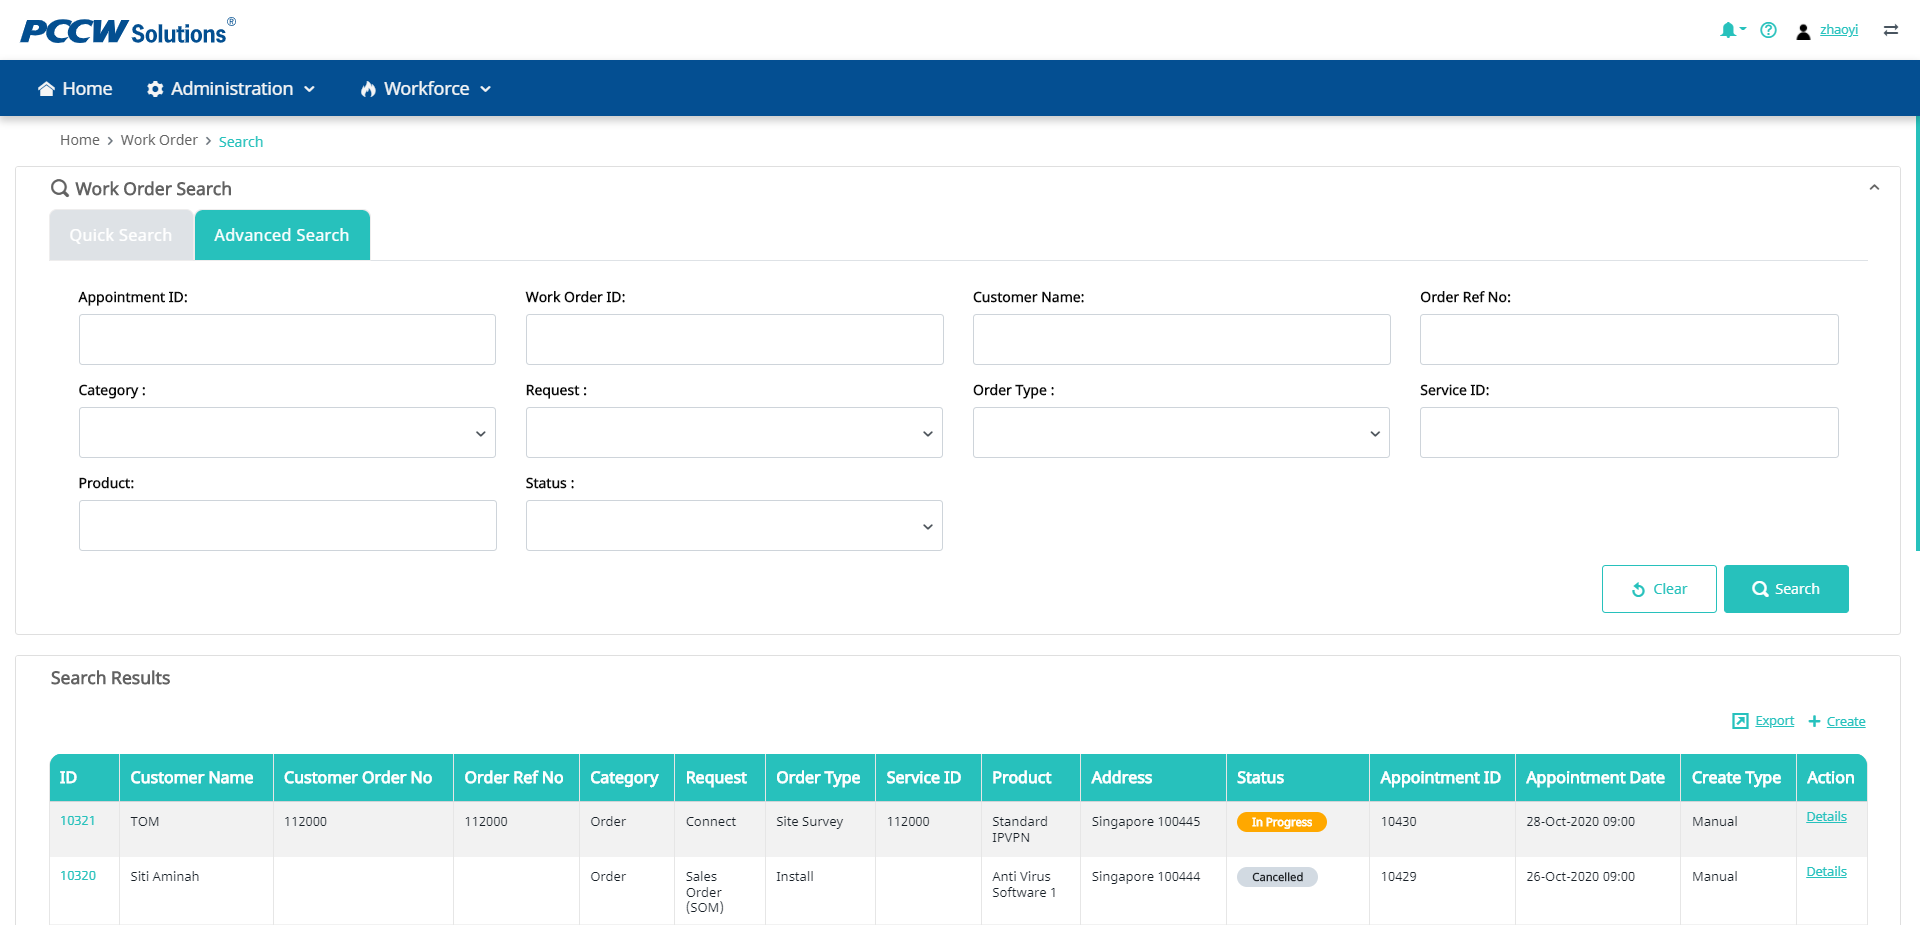 PCCW Solutions®
zhaoyi
Home Administration Workforce
Home > Work Order > Search
Work Order Search
Quick Search Advanced Search
Appointment ID: Work Order ID: Customer Name: Order Ref No:
Category : Request : Order Type : Service ID:
Product: Status :
Clear Search
Search Results
Export + Create
ID Customer Name Customer Order No Order Ref No Category Request Order Type Service ID Product Address Status Appointment ID Appointment Date Create Type Action
10321 TOM 112000 112000 Order Connect Site Survey 112000 Standard Singapore 100445 In Progress 10430 28-Oct-2020 09:00 Manual Details
IPVPN
10320 Siti Aminah Order Sales Install Anti Virus Singapore 100444 Cancelled 10429 26-Oct-2020 09:00 Manual Details
Order Software 1
(SOM)